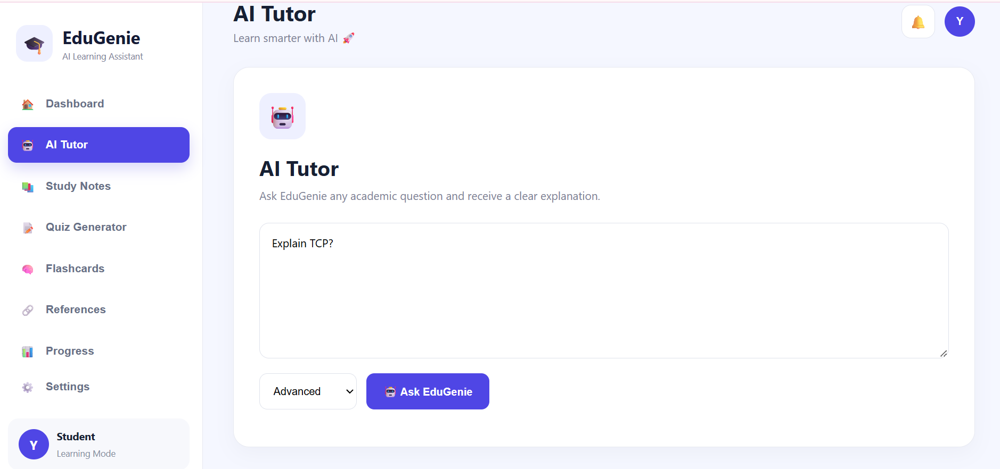 EduGenie
AI Learning Assistant
Dashboard
AI Tutor
Study Notes
Quiz Generator
Flashcards
References
Progress
Settings
Y
Student
Learning Mode
AI Tutor
Learn smarter with AI
Y
AI Tutor
Ask EduGenie any academic question and receive a clear explanation.
Explain TCP?
Advanced
Ask EduGenie